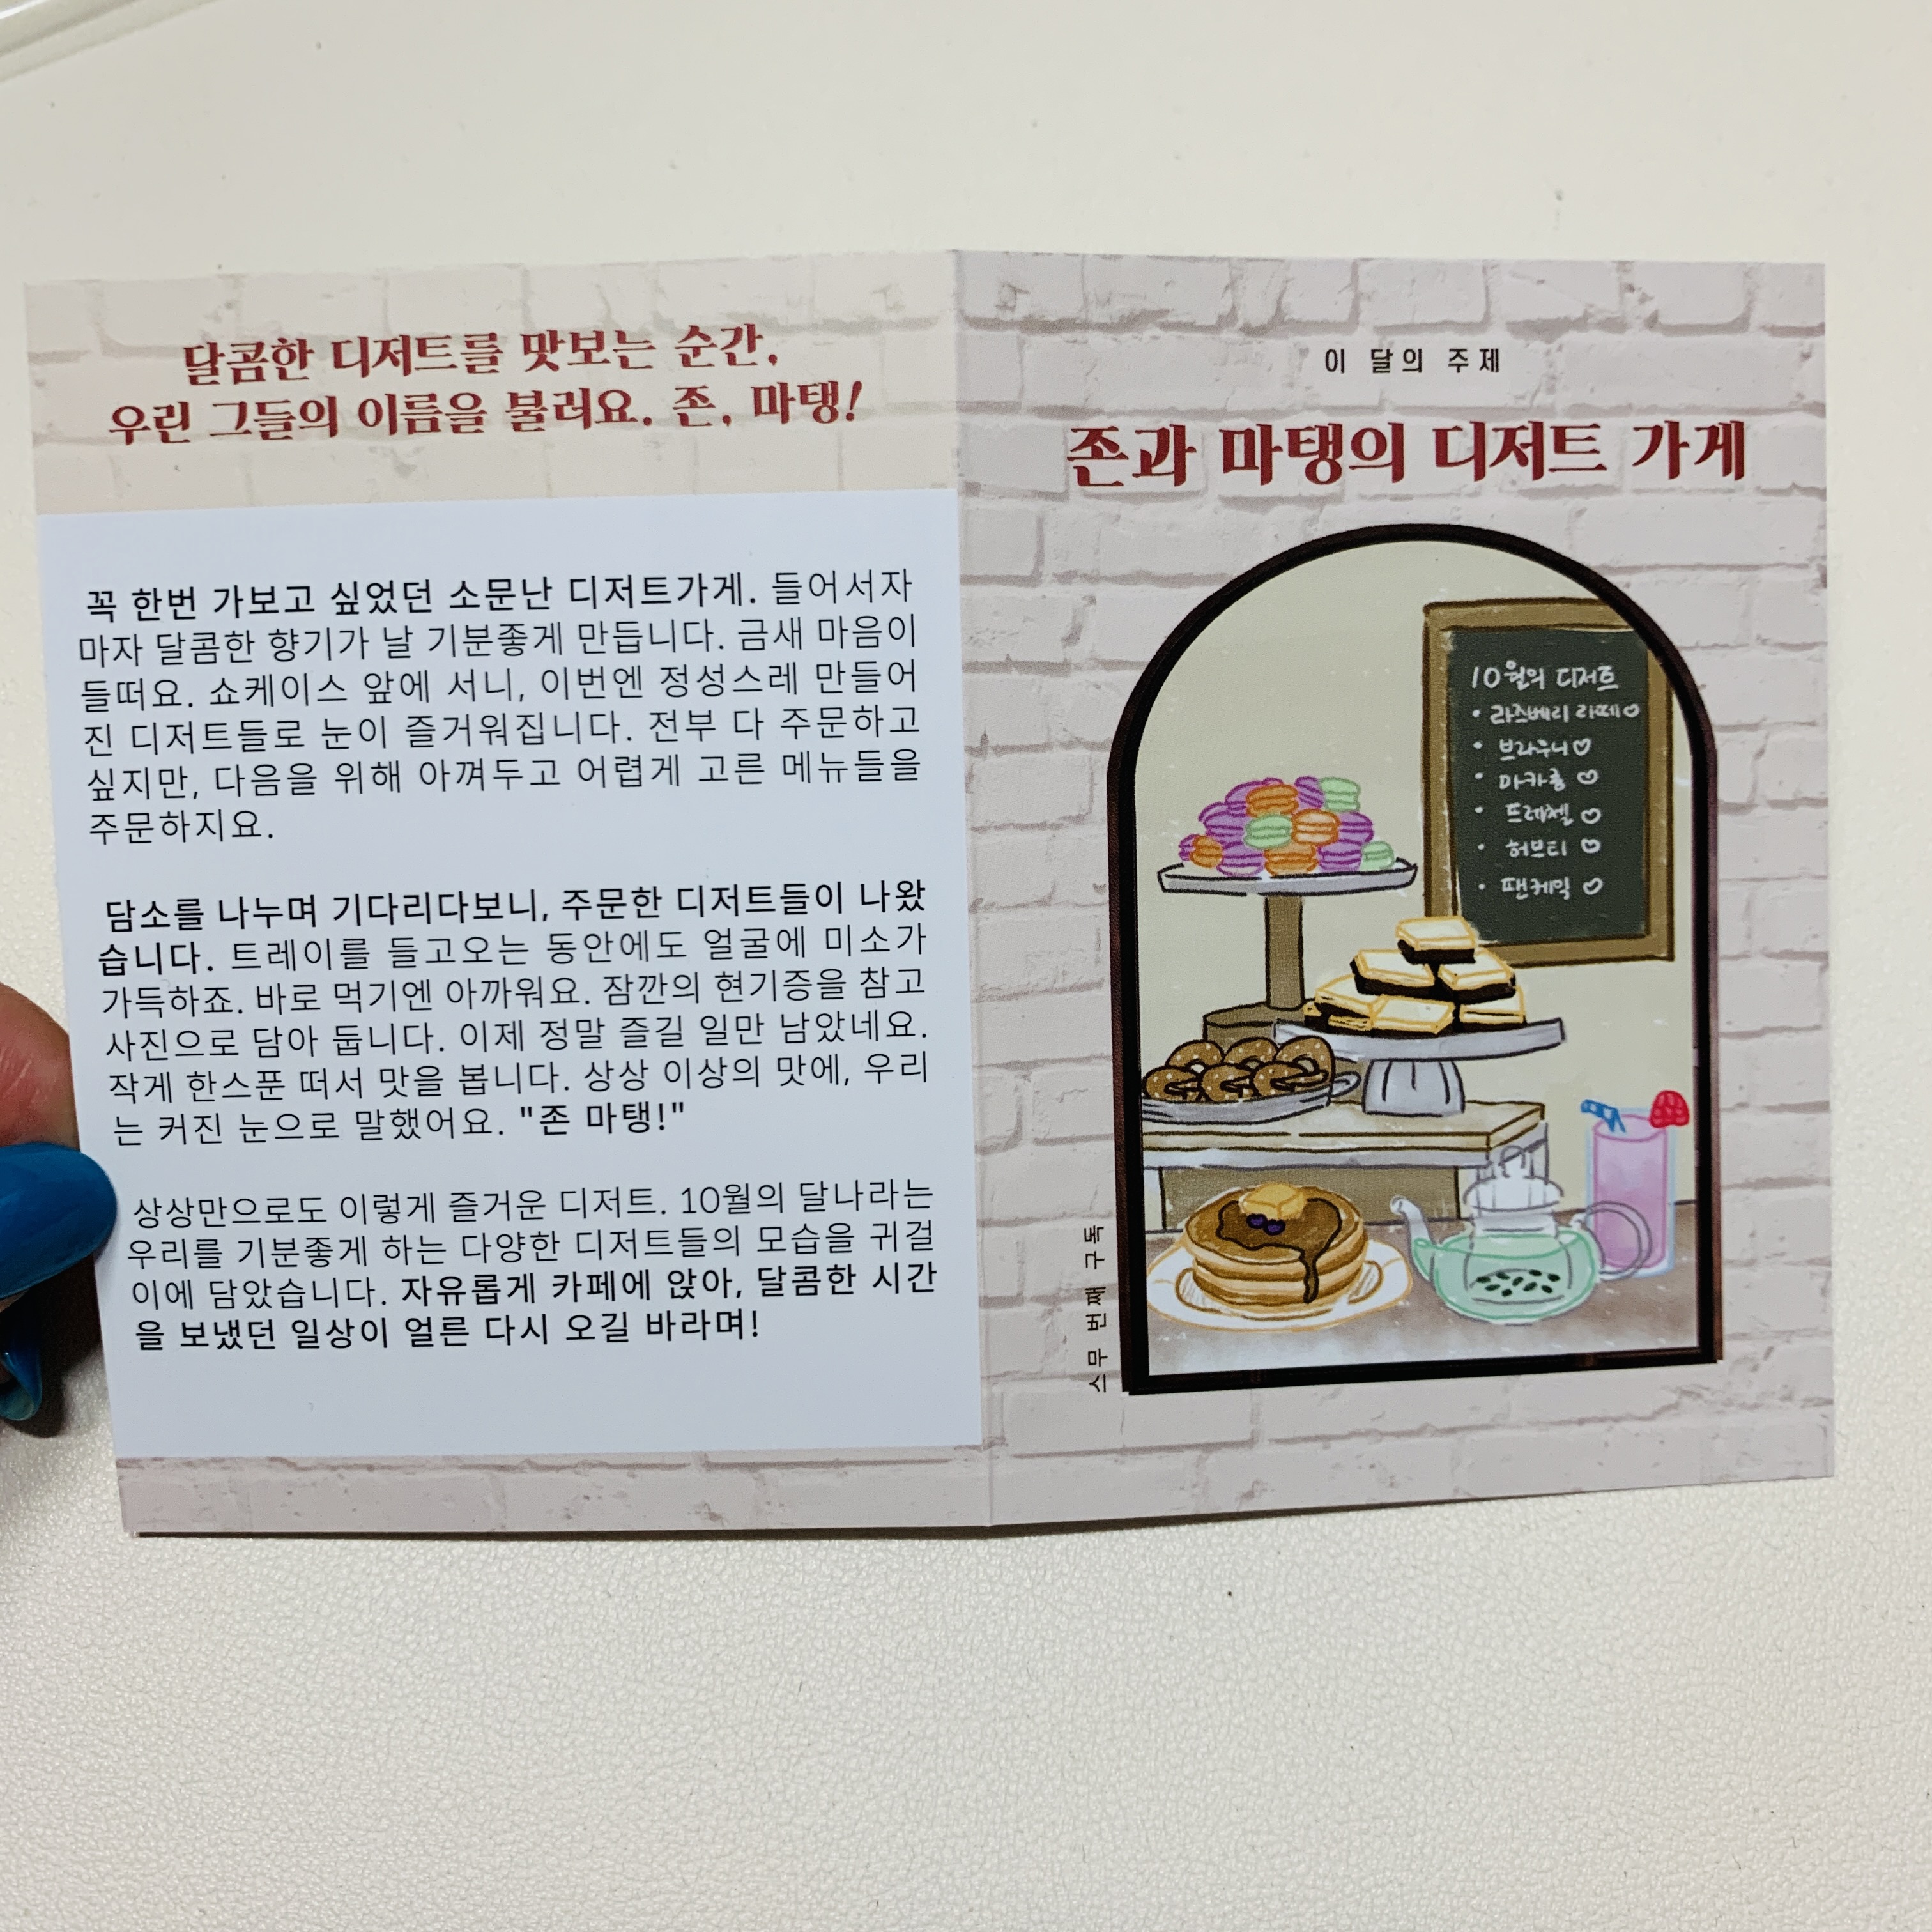 달콤한 디저트를 맛보는 순간,
우린 그들의 이름을 불러요. 존, 마탱!
꼭 한번 가보고 싶었던 소문난 디저트가게. 들어서자
마자 달콤한 향기가 날 기분좋게 만듭니다. 금새 마음이
들떠요. 쇼케이스 앞에 서니, 이번엔 정성스레 만들어
진 디저트들로 눈이 즐거워집니다. 전부 다 주문하고
싶지만, 다음을 위해 아껴두고 어렵게 고른 메뉴들을
주문하지요.
담소를 나누며 기다리다보니, 주문한 디저트들이 나왔
습니다. 트레이를 들고오는 동안에도 얼굴에 미소가
가득하죠. 바로 먹기엔 아까워요. 잠깐의 현기증을 참고
사진으로 담아 둡니다. 이제 정말 즐길 일만 남았네요.
작게 한스푼 떠서 맛을 봅니다. 상상 이상의 맛에, 우리
는 커진 눈으로 말했어요. "존 마탱!"
상상만으로도 이렇게 즐거운 디저트. 10월의 달나라는
우리를 기분좋게 하는 다양한 디저트들의 모습을 귀걸
이에 담았습니다. 자유롭게 카페에 앉아, 달콤한 시간
을 보냈던 일상이 얼른 다시 오길 바라며!
이 달의 주제
존과 마탱의 디저트 가게
10월의 디저트
• 라즈베리 라떼♡
• 브라우니♡
• 마카롱 ♡
• 프레첼 ♡
• 허브티 ♡
• 팬케익 ♡
스무 번째 구독